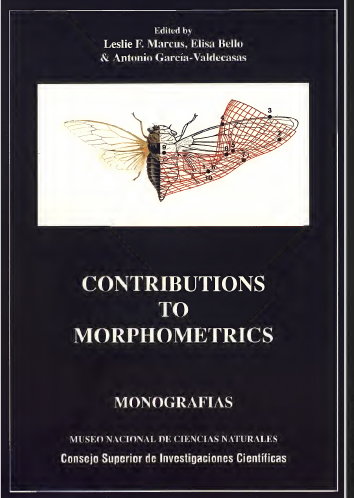 Edited by
Leslie F. Marcus, Elisa Bello
& Antonio García-Valdecasas
3
CONTRIBUTIONS
TO
MORPHOMETRICS
MONOGRAFIAS
MUSEO NACIONAL DE CIENCIAS NATURALES
Consejo Superior de Investigaciones Científicas